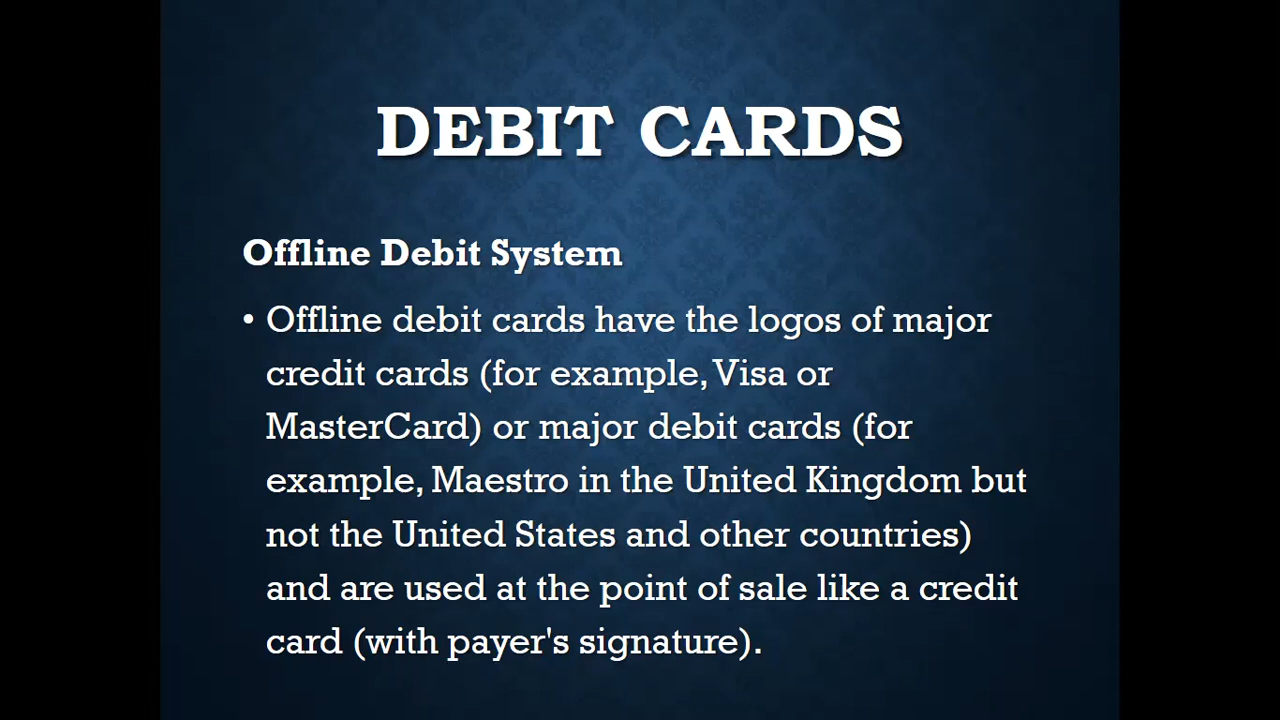 DEBIT CARDS
Offline Debit System
• Offline debit cards have the logos of major
credit cards (for example, Visa or
MasterCard) or major debit cards (for
example, Maestro in the United Kingdom but
not the United States and other countries)
and are used at the point of sale like a credit
card (with payer's signature).